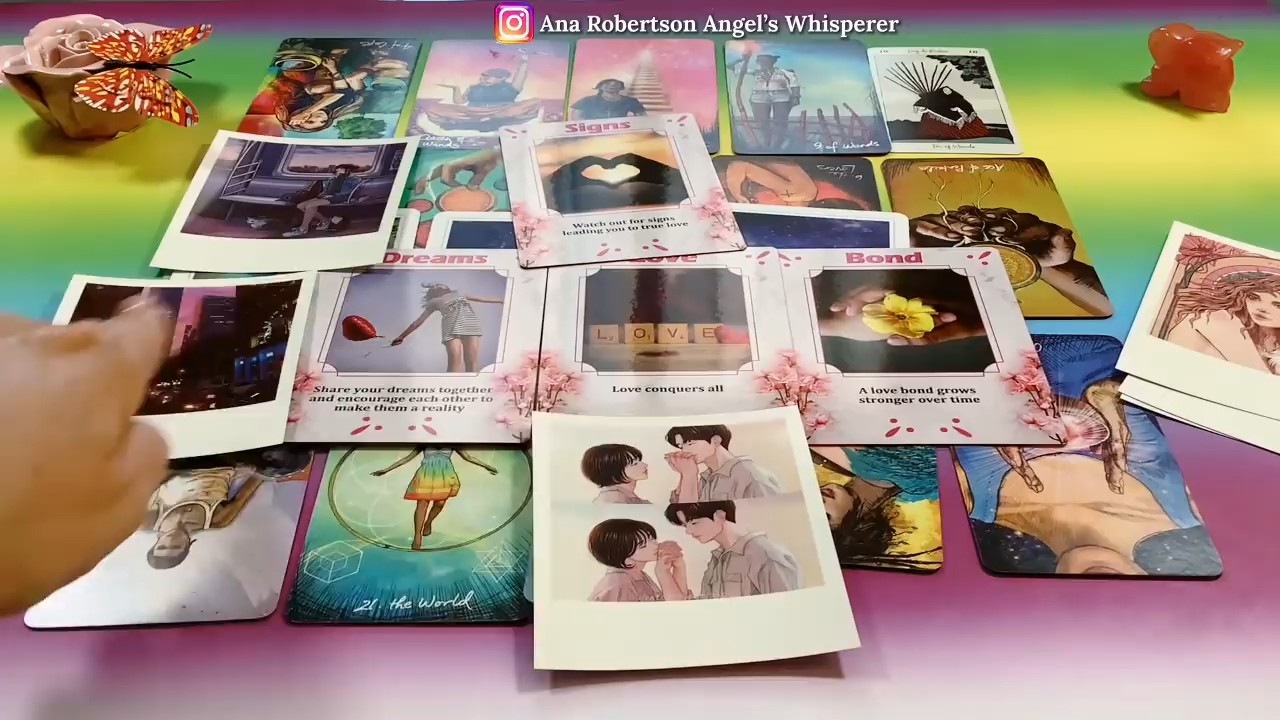 Ana Robertson Angel's Whisperer
9 of Wands
Signs
Watch out for signs
leading you to true love
Dreams
Love
Bond
L O V E
Share your dreams together
and encourage each other to
make them a reality
Love conquers all
A love bond grows
stronger over time
21. the World